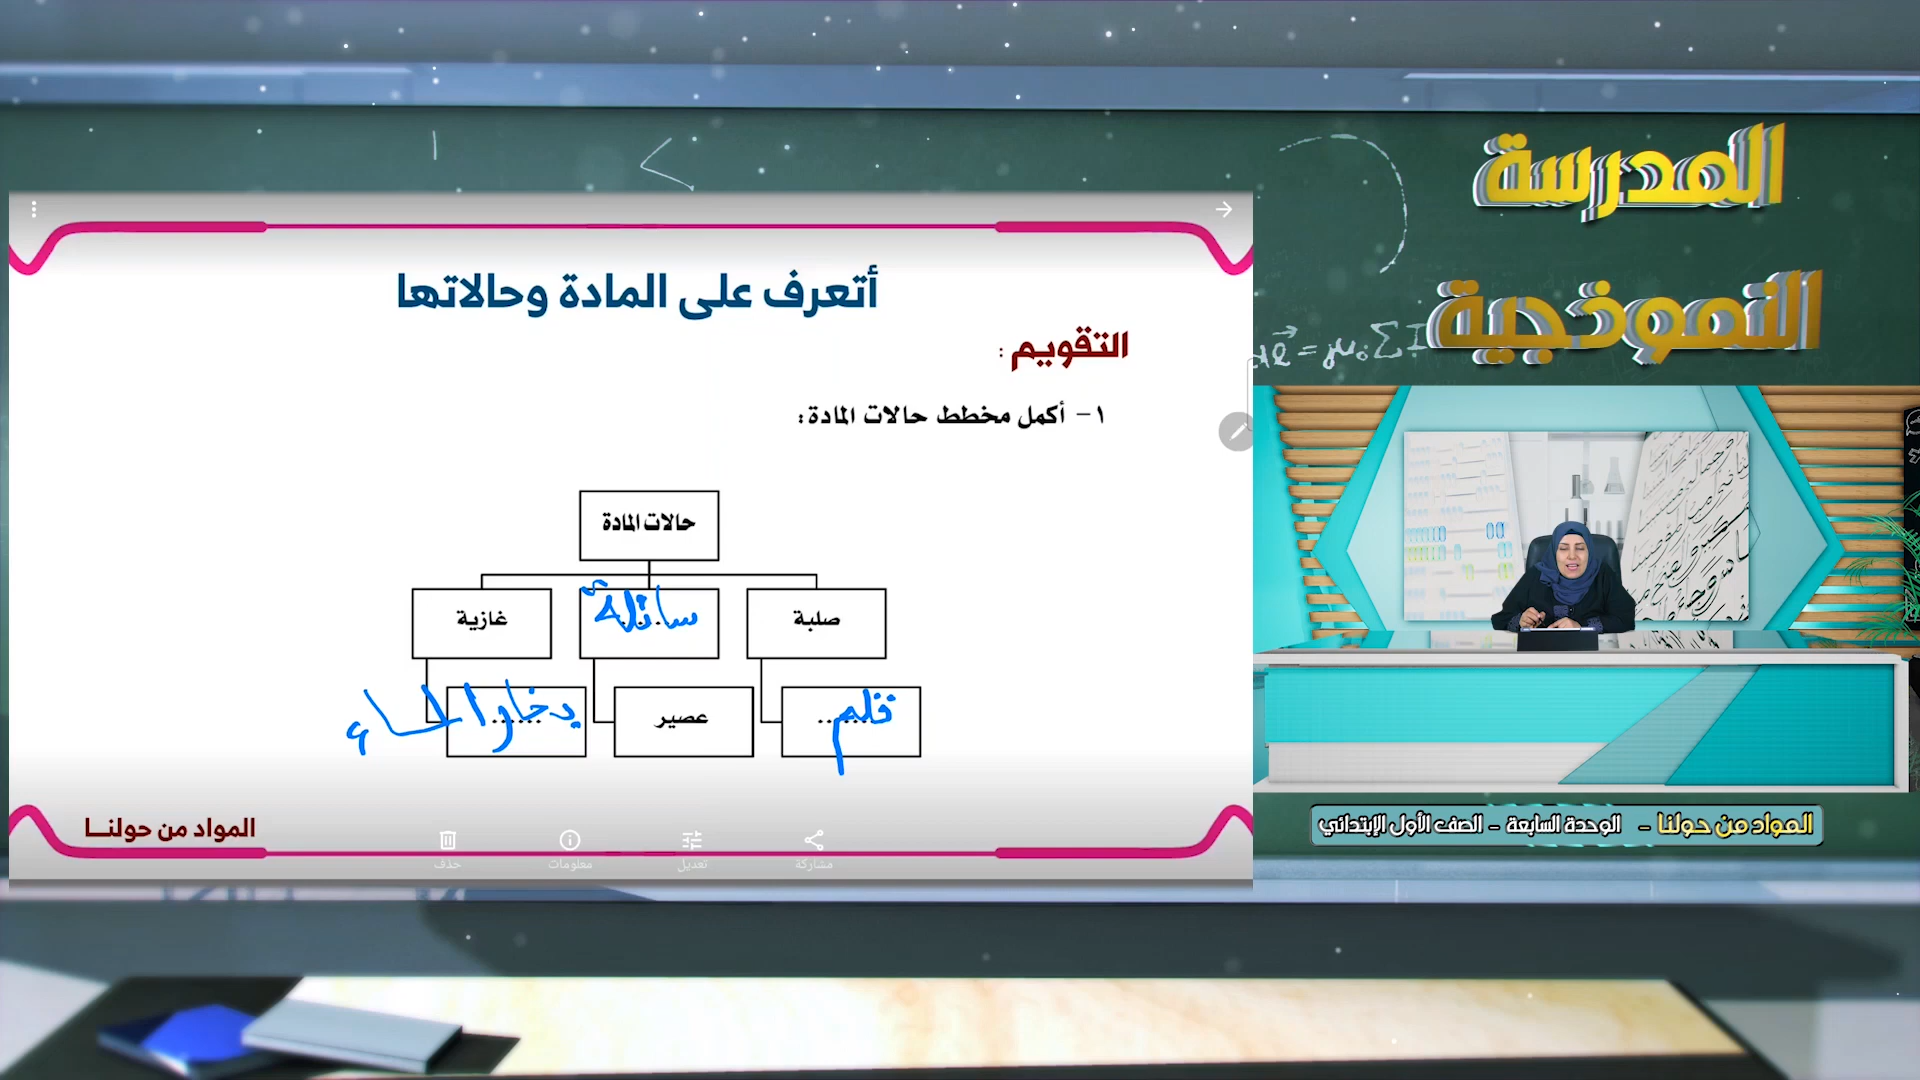 المدرسة
النموذجية
أتعرف على المادة وحالاتها
التقويم :
١- أكمل مخطط حالات المادة:
حالات المادة
صلبة
سائلة
غازية
قلم
عصير
بخار الماء
المواد من حولنا
مشاركة
تعديل
معلومات
حذف
المواد من حولنا - الوحدة السابعة - الصف الأول الإبتدائي